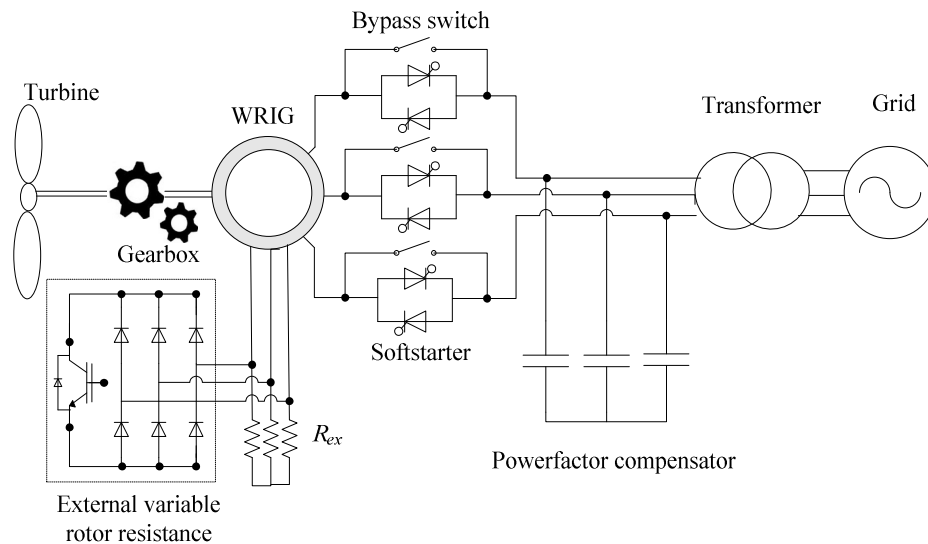 Bypass switch
Turbine
WRIG
Transformer
Grid
Gearbox
Softstarter
R_ex
Powerfactor compensator
External variable
rotor resistance